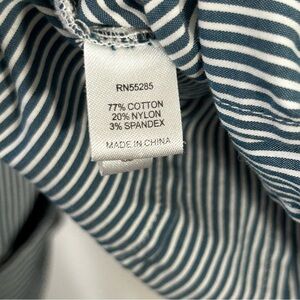 RN55285
77% COTTON
20% NYLON
3% SPANDEX
MADE IN CHINA